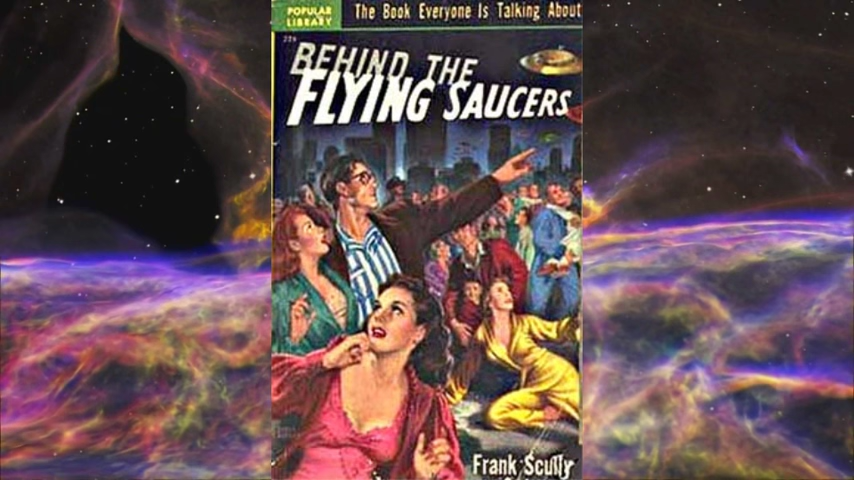 POPULAR
LIBRARY
The Book Everyone Is Talking About
BEHIND THE
FLYING SAUCERS
Frank Scully